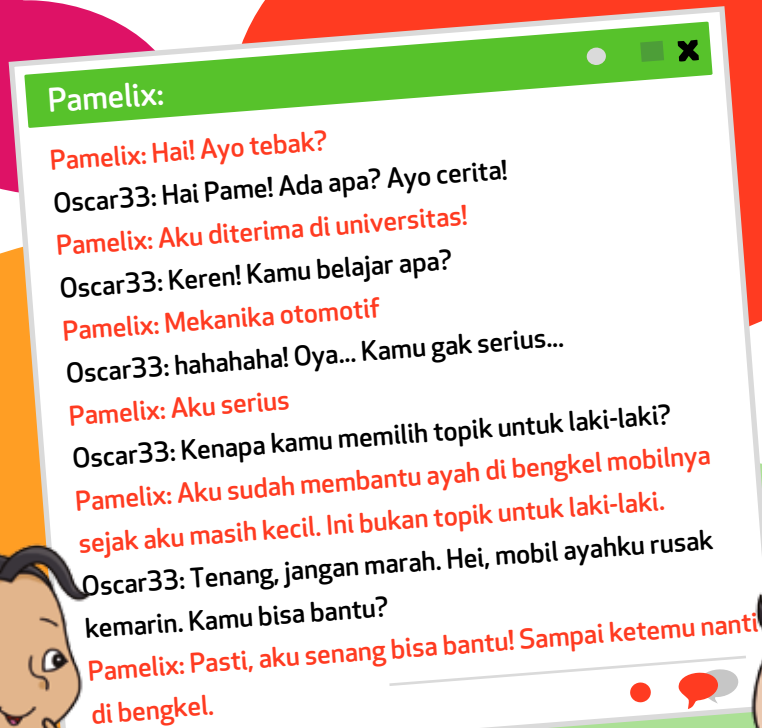 Pamelix:
Pamelix: Hai! Ayo tebak?
Oscar33: Hai Pame! Ada apa? Ayo cerita!
Pamelix: Aku diterima di universitas!
Oscar33: Keren! Kamu belajar apa?
Pamelix: Mekanika otomotif
Oscar33: hahahaha! Oya... Kamu gak serius...
Pamelix: Aku serius
Oscar33: Kenapa kamu memilih topik untuk laki-laki?
Pamelix: Aku sudah membantu ayah di bengkel mobilnya
sejak aku masih kecil. Ini bukan topik untuk laki-laki.
Oscar33: Tenang, jangan marah. Hei, mobil ayahku rusak
kemarin. Kamu bisa bantu?
Pamelix: Pasti, aku senang bisa bantu! Sampai ketemu nanti
di bengkel.